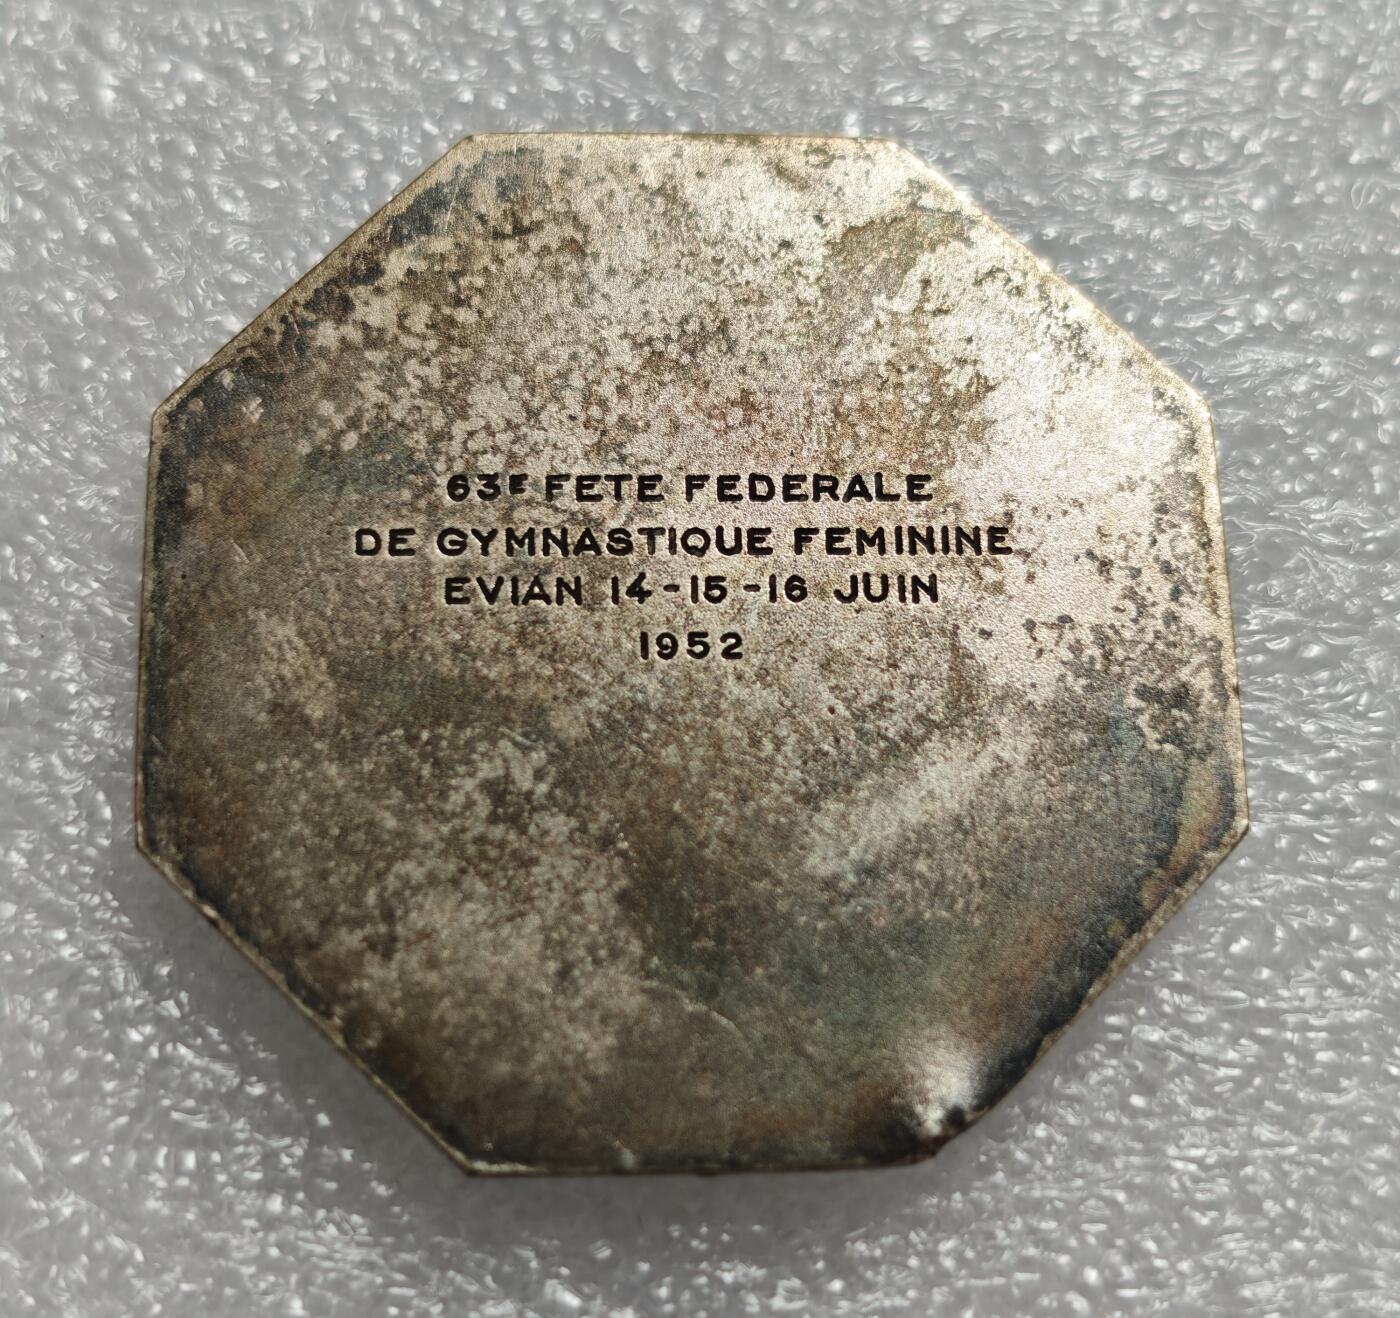 63E FETE FEDERALE
DE GYMNASTIQUE FEMININE
EVIAN 14-15-16 JUIN
1952